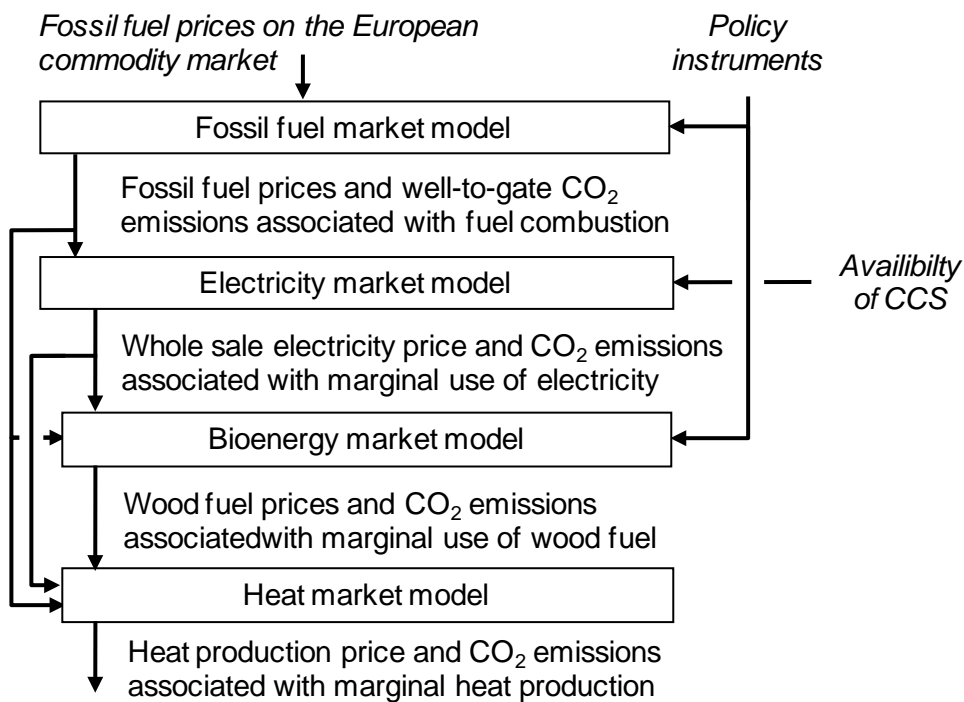 Fossil fuel prices on the European
commodity market
Policy
instruments
Fossil fuel market model
Fossil fuel prices and well-to-gate CO₂
emissions associated with fuel combustion
Electricity market model
Availibilty
of CCS
Whole sale electricity price and CO₂ emissions
associated with marginal use of electricity
Bioenergy market model
Wood fuel prices and CO₂ emissions
associatedwith marginal use of wood fuel
Heat market model
Heat production price and CO₂ emissions
associated with marginal heat production